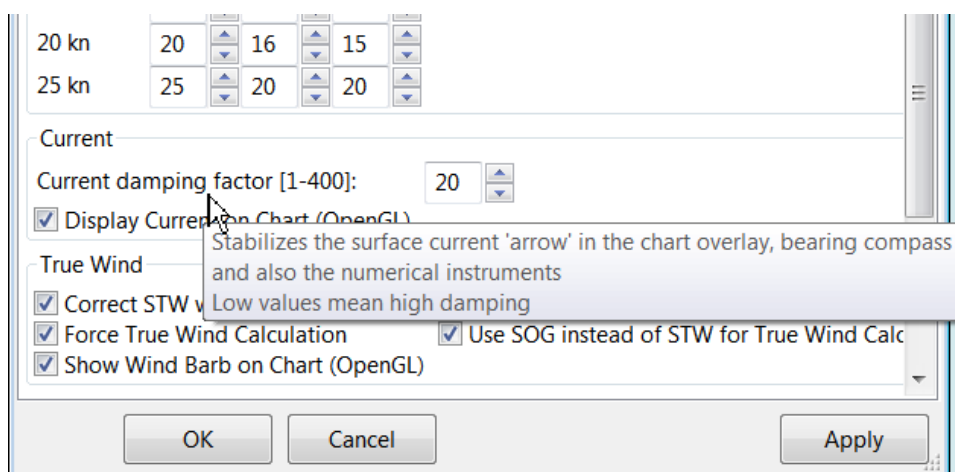 20 kn 20 16 15
25 kn 25 20 20
Current
Current damping factor [1-400]: 20
Display Curren on Chart (OpenGL)
Stabilizes the surface current 'arrow' in the chart overlay, bearing compass
and also the numerical instruments
Low values mean high damping
True Wind
Correct STW w
Force True Wind Calculation Use SOG instead of STW for True Wind Calc
Show Wind Barb on Chart (OpenGL)
OK Cancel Apply